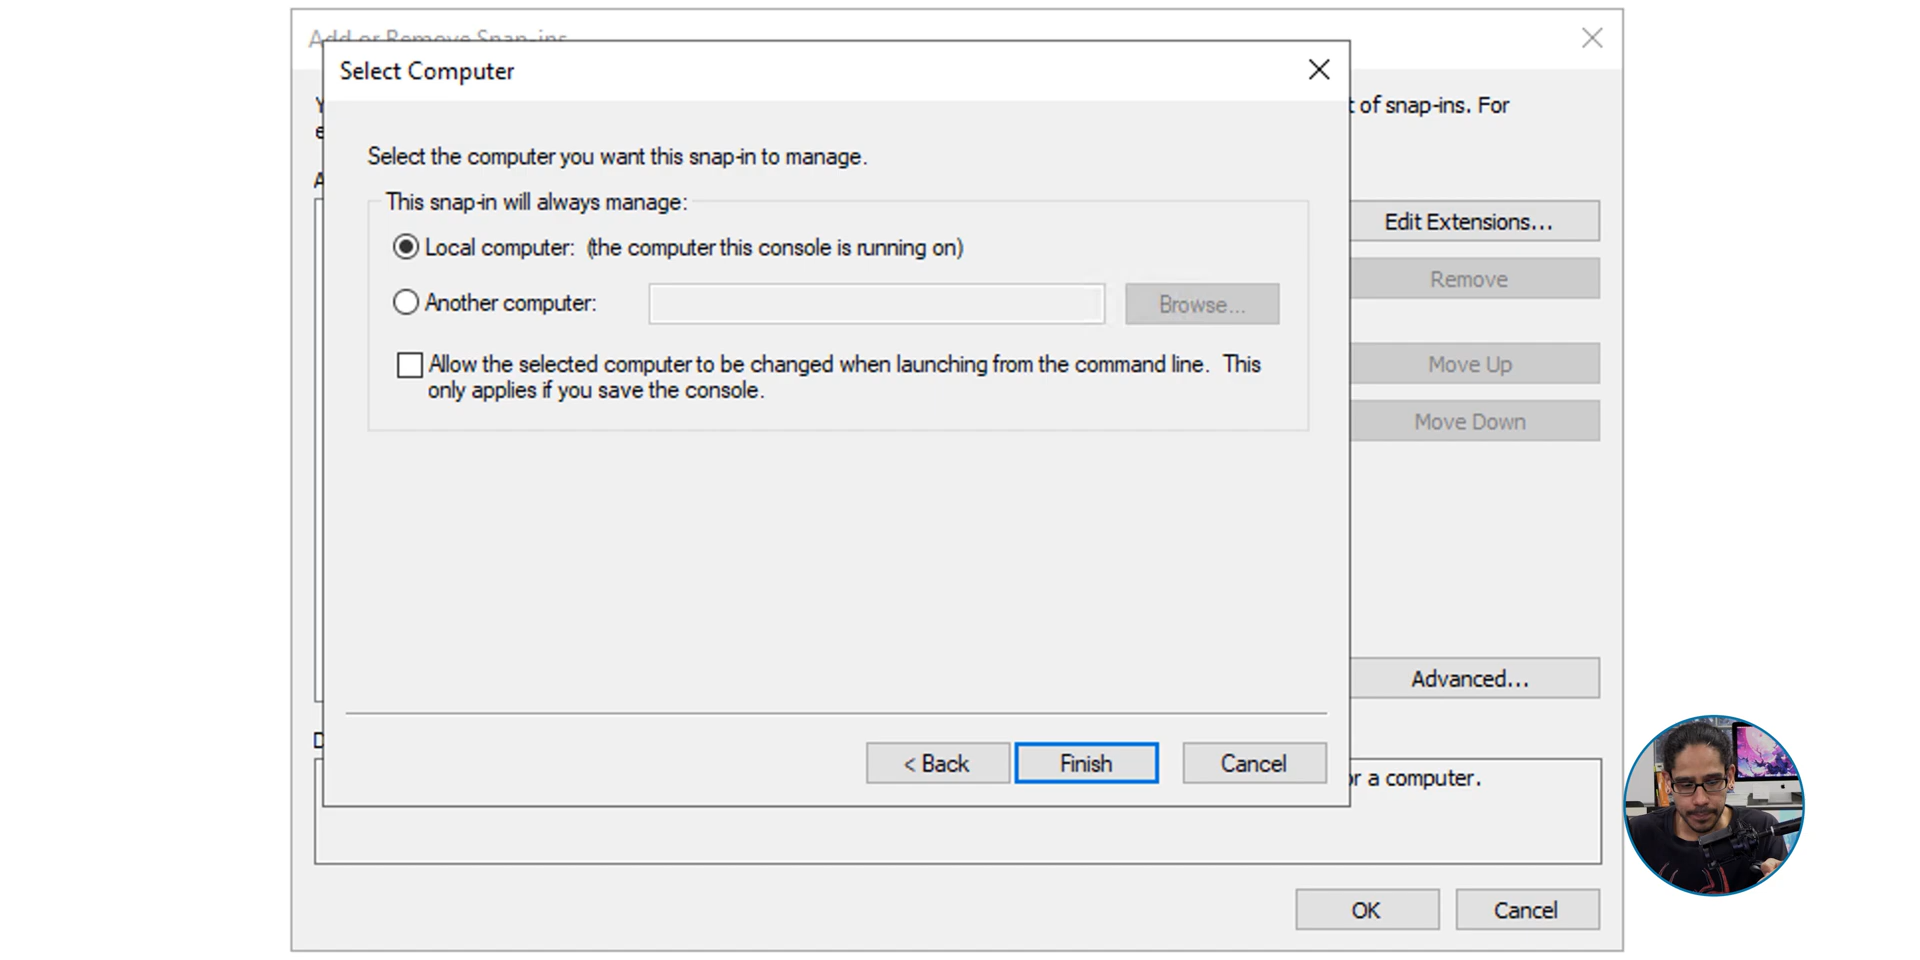 Select Computer
t of snap-ins. For
Select the computer you want this snap-in to manage.
This snap-in will always manage:
Local computer: (the computer this console is running on)
Edit Extensions...
Another computer:
Browse...
Remove
Allow the selected computer to be changed when launching from the command line. This
only applies if you save the console.
Move Up
Move Down
Advanced...
< Back
Finish
Cancel
or a computer.
OK
Cancel